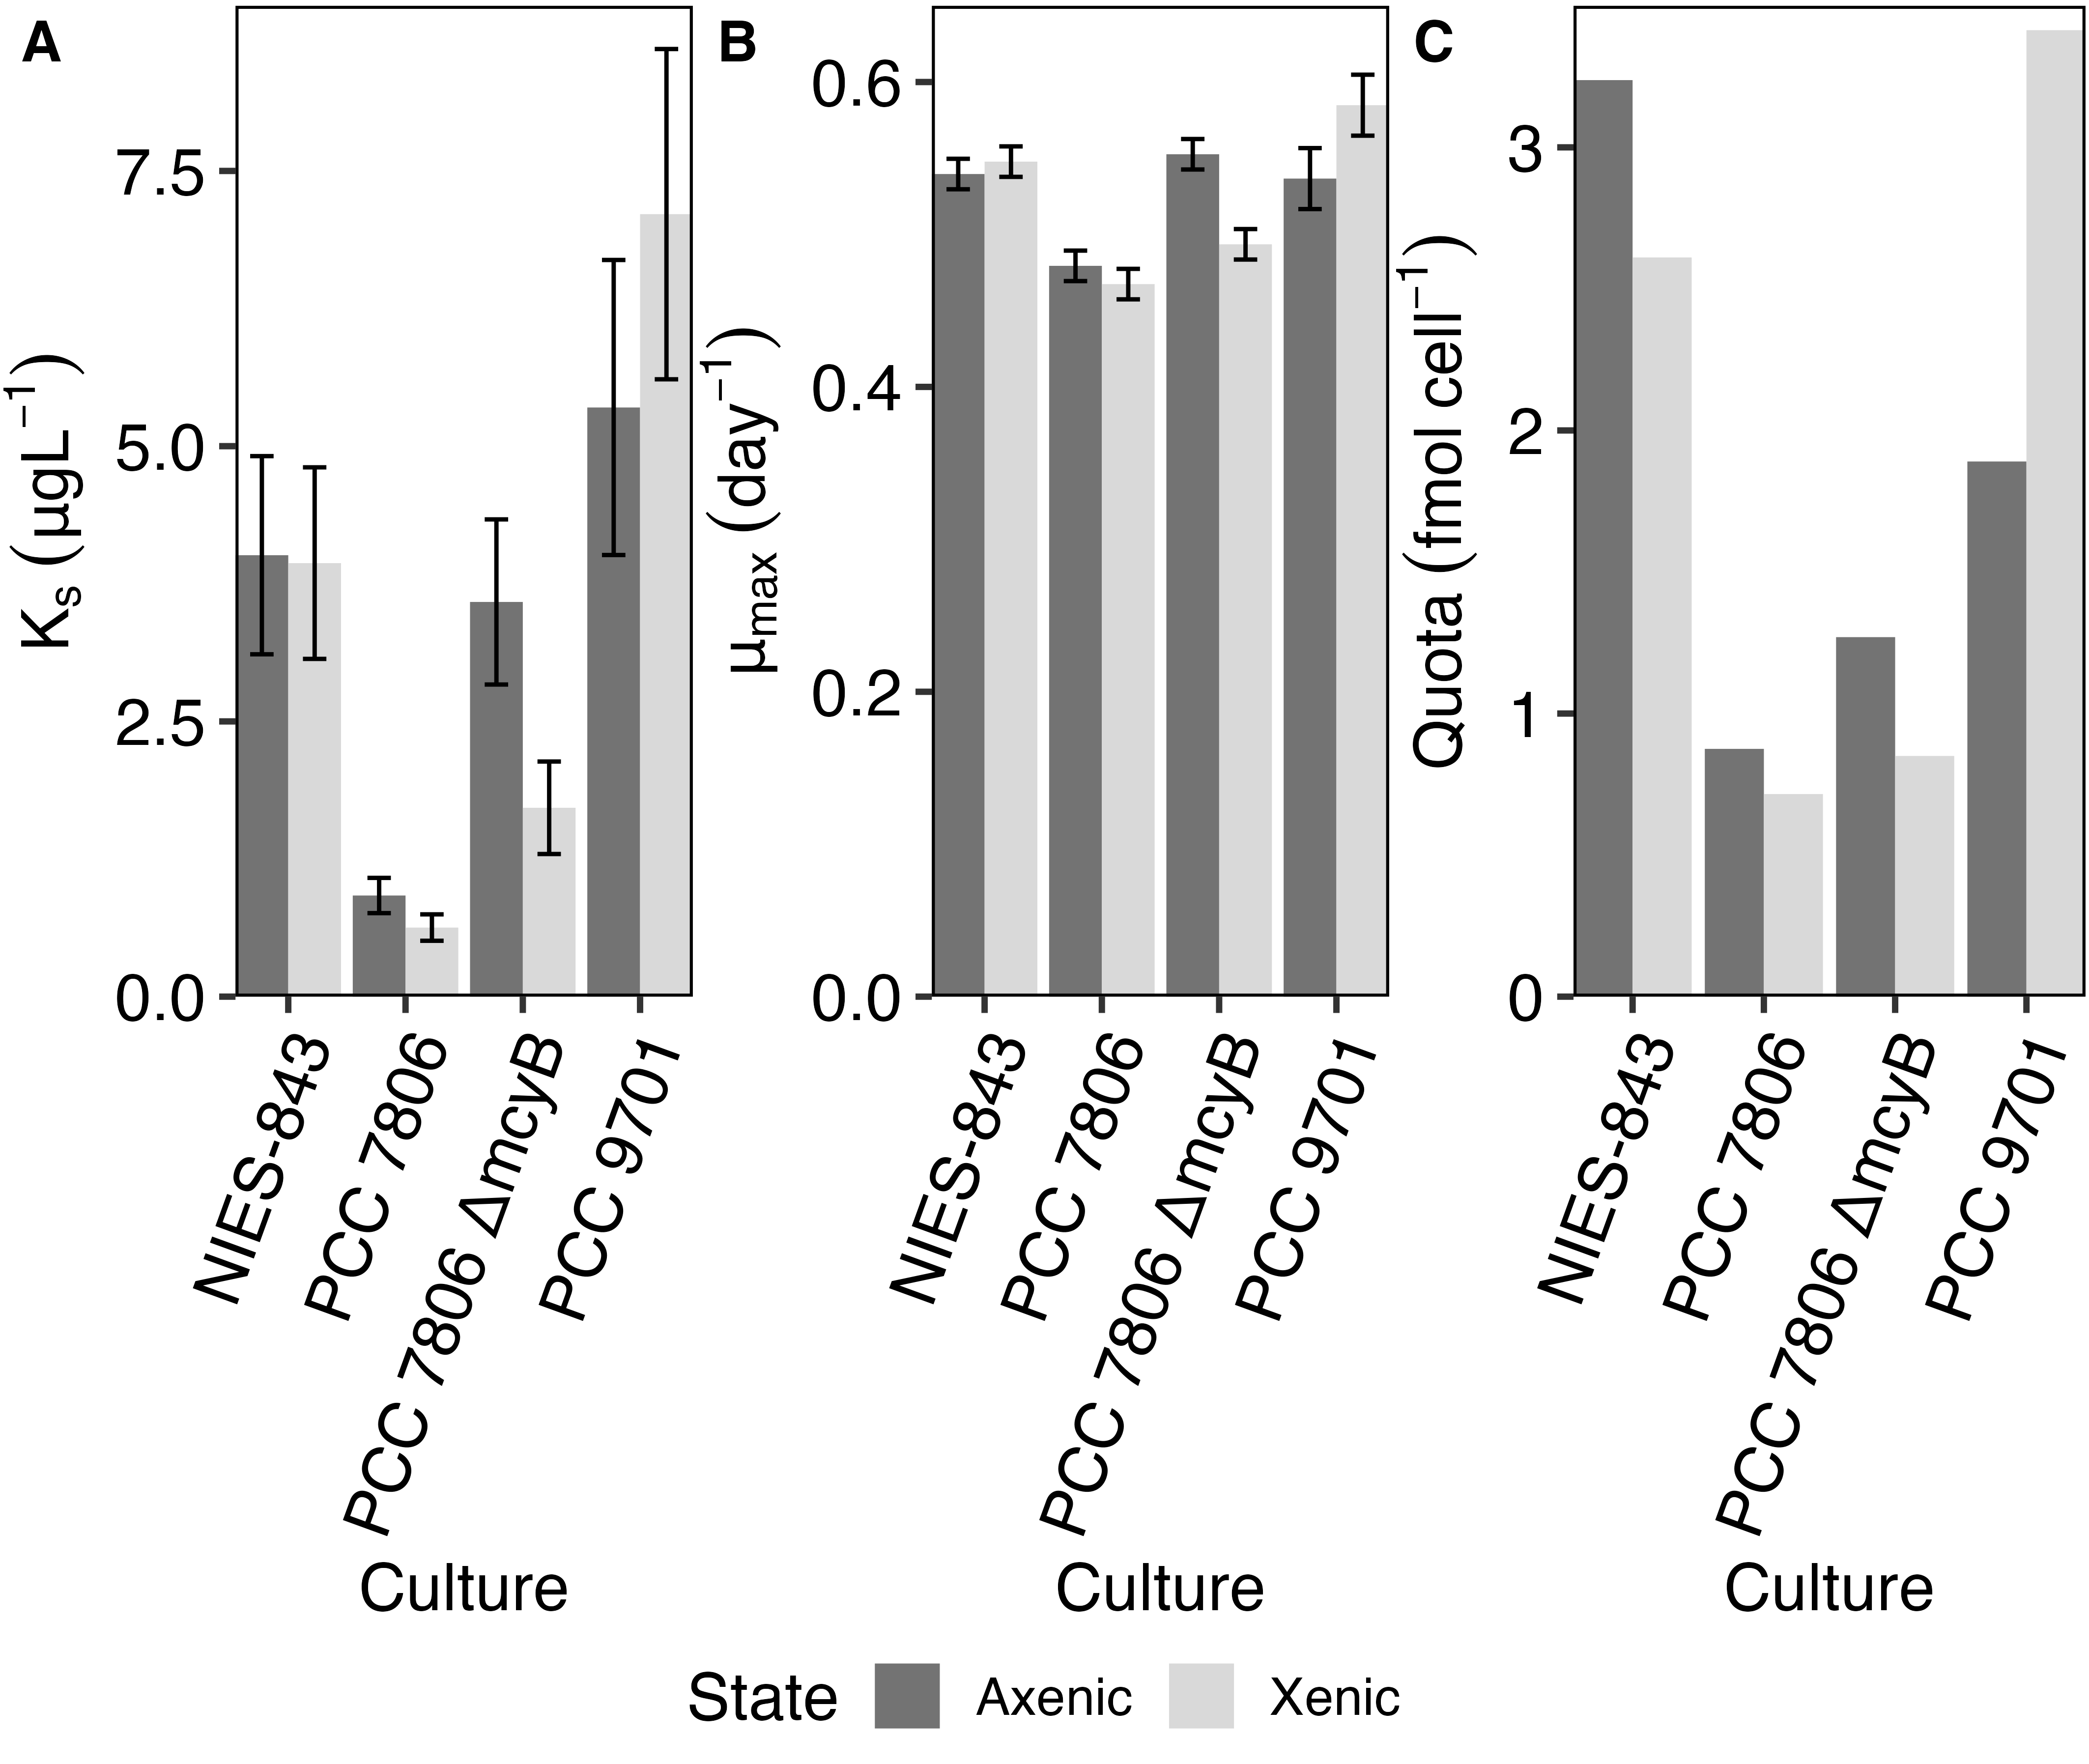 A
Kₛ (µgL⁻¹)
7.5
5.0
2.5
0.0
NIES-843
PCC 7806
PCC 7806 ΔmcyB
PCC 9701
Culture
B
µₘₐₓ (day⁻¹)
0.6
0.4
0.2
0.0
NIES-843
PCC 7806
PCC 7806 ΔmcyB
PCC 9701
Culture
C
Quota (fmol cell⁻¹)
3
2
1
0
NIES-843
PCC 7806
PCC 7806 ΔmcyB
PCC 9701
Culture
State Axenic Xenic